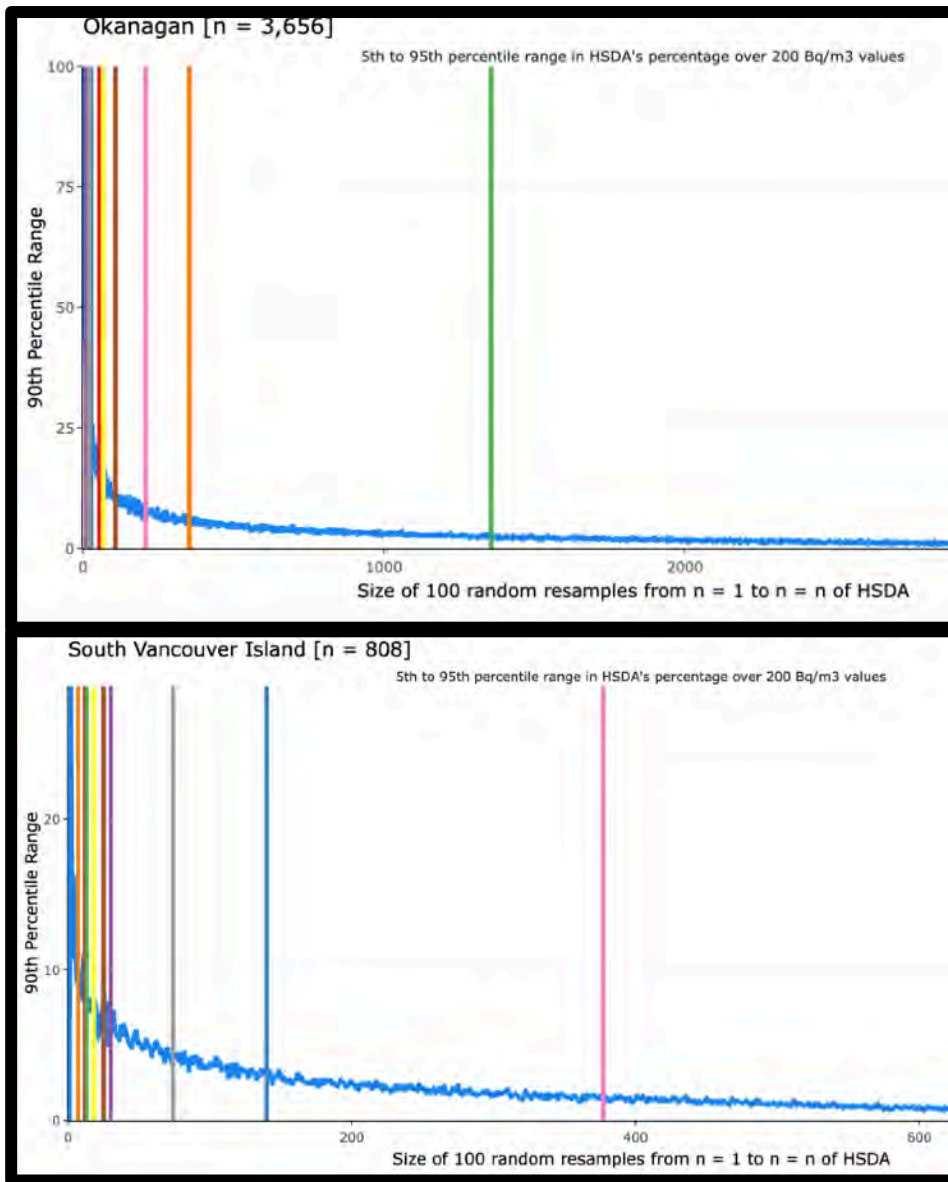 Okanagan [n = 3,656]
5th to 95th percentile range in HSDA's percentage over 200 Bq/m3 values
100
75
50
25
0
90th Percentile Range
0 1000 2000
Size of 100 random resamples from n = 1 to n = n of HSDA
South Vancouver Island [n = 808]
5th to 95th percentile range in HSDA's percentage over 200 Bq/m3 values
20
10
0
90th Percentile Range
0 200 400 600
Size of 100 random resamples from n = 1 to n = n of HSDA